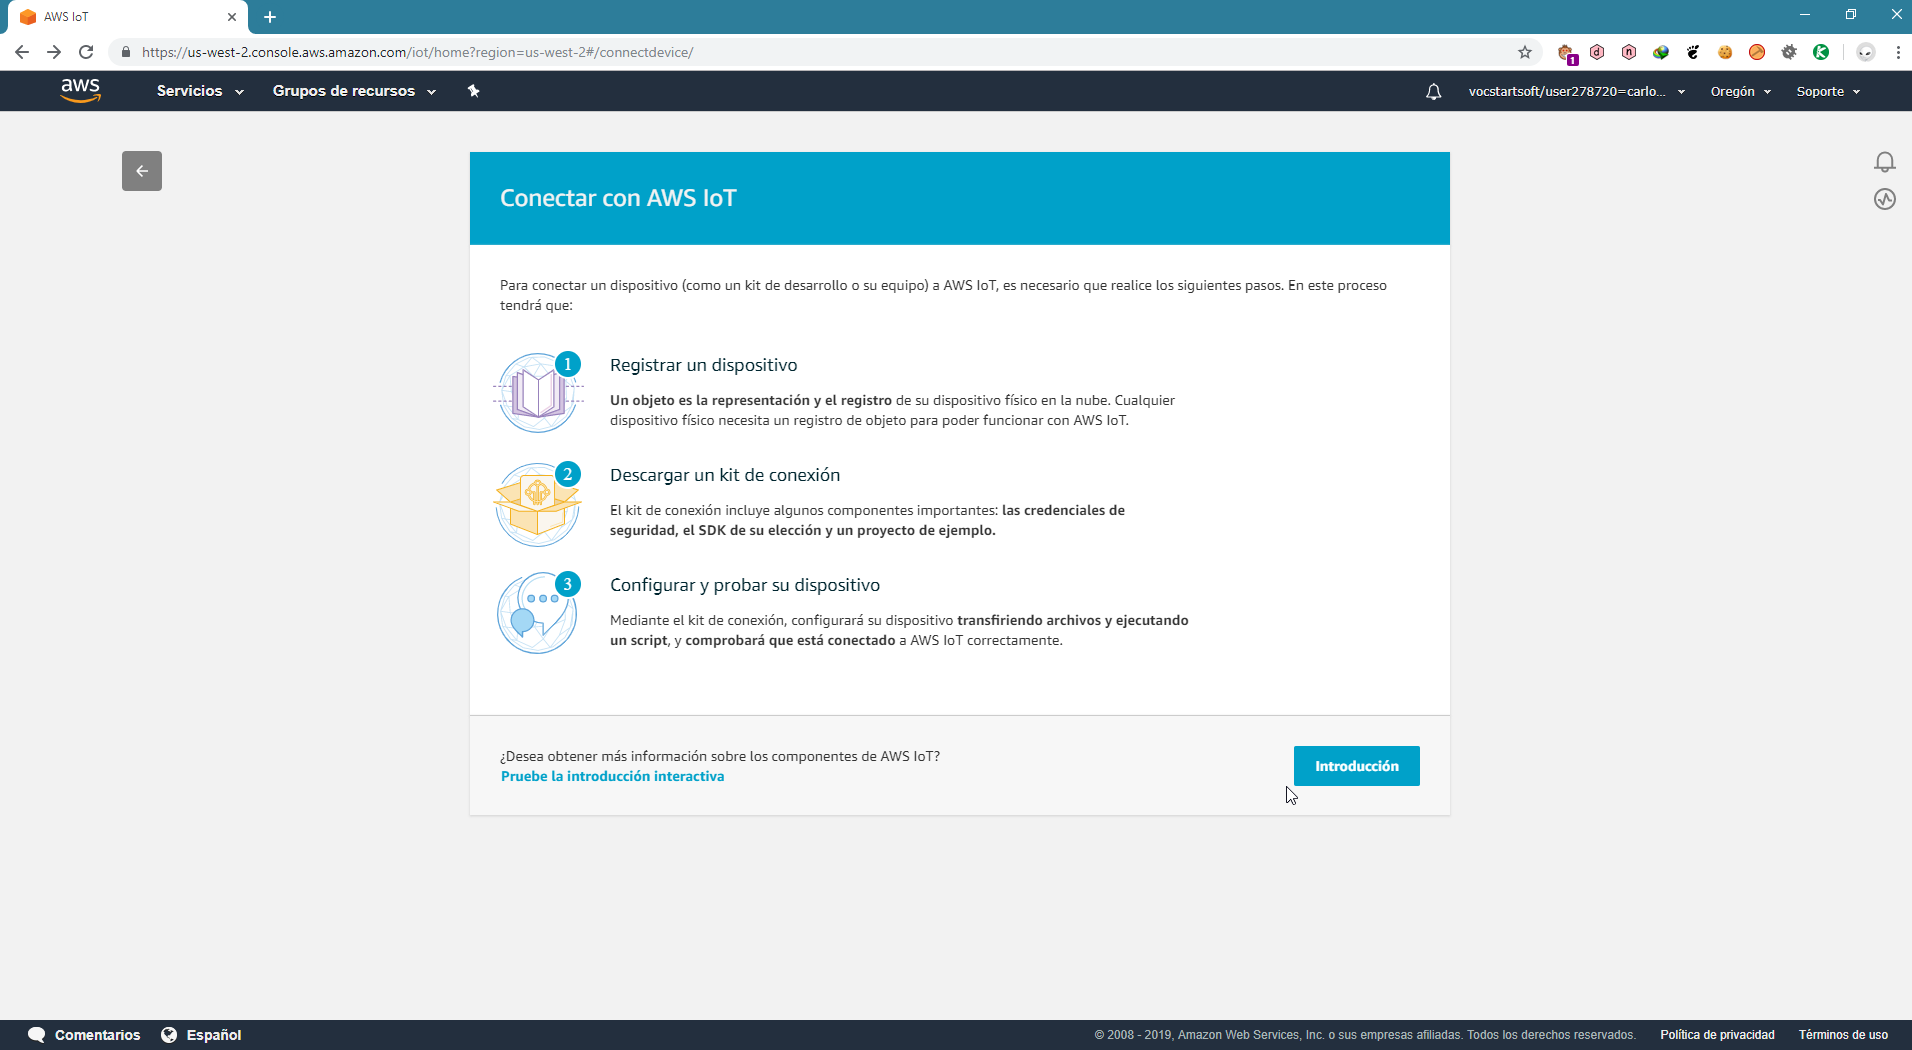 AWS IoT
https://us-west-2.console.aws.amazon.com/iot/home?region=us-west-2#/connectdevice/
1
d
n
K
aws
Servicios
Grupos de recursos
vocstartsoft/user278720=carlo...
Oregón
Soporte
Conectar con AWS IoT
Para conectar un dispositivo (como un kit de desarrollo o su equipo) a AWS IoT, es necesario que realice los siguientes pasos. En este proceso
tendrá que:
1
Registrar un dispositivo
Un objeto es la representación y el registro de su dispositivo físico en la nube. Cualquier
dispositivo físico necesita un registro de objeto para poder funcionar con AWS IoT.
2
Descargar un kit de conexión
El kit de conexión incluye algunos componentes importantes: las credenciales de
seguridad, el SDK de su elección y un proyecto de ejemplo.
3
Configurar y probar su dispositivo
Mediante el kit de conexión, configurará su dispositivo transfiriendo archivos y ejecutando
un script, y comprobará que está conectado a AWS IoT correctamente.
¿Desea obtener más información sobre los componentes de AWS IoT?
Pruebe la introducción interactiva
Introducción
Comentarios
Español
© 2008 - 2019, Amazon Web Services, Inc. o sus empresas afiliadas. Todos los derechos reservados.
Política de privacidad
Términos de uso